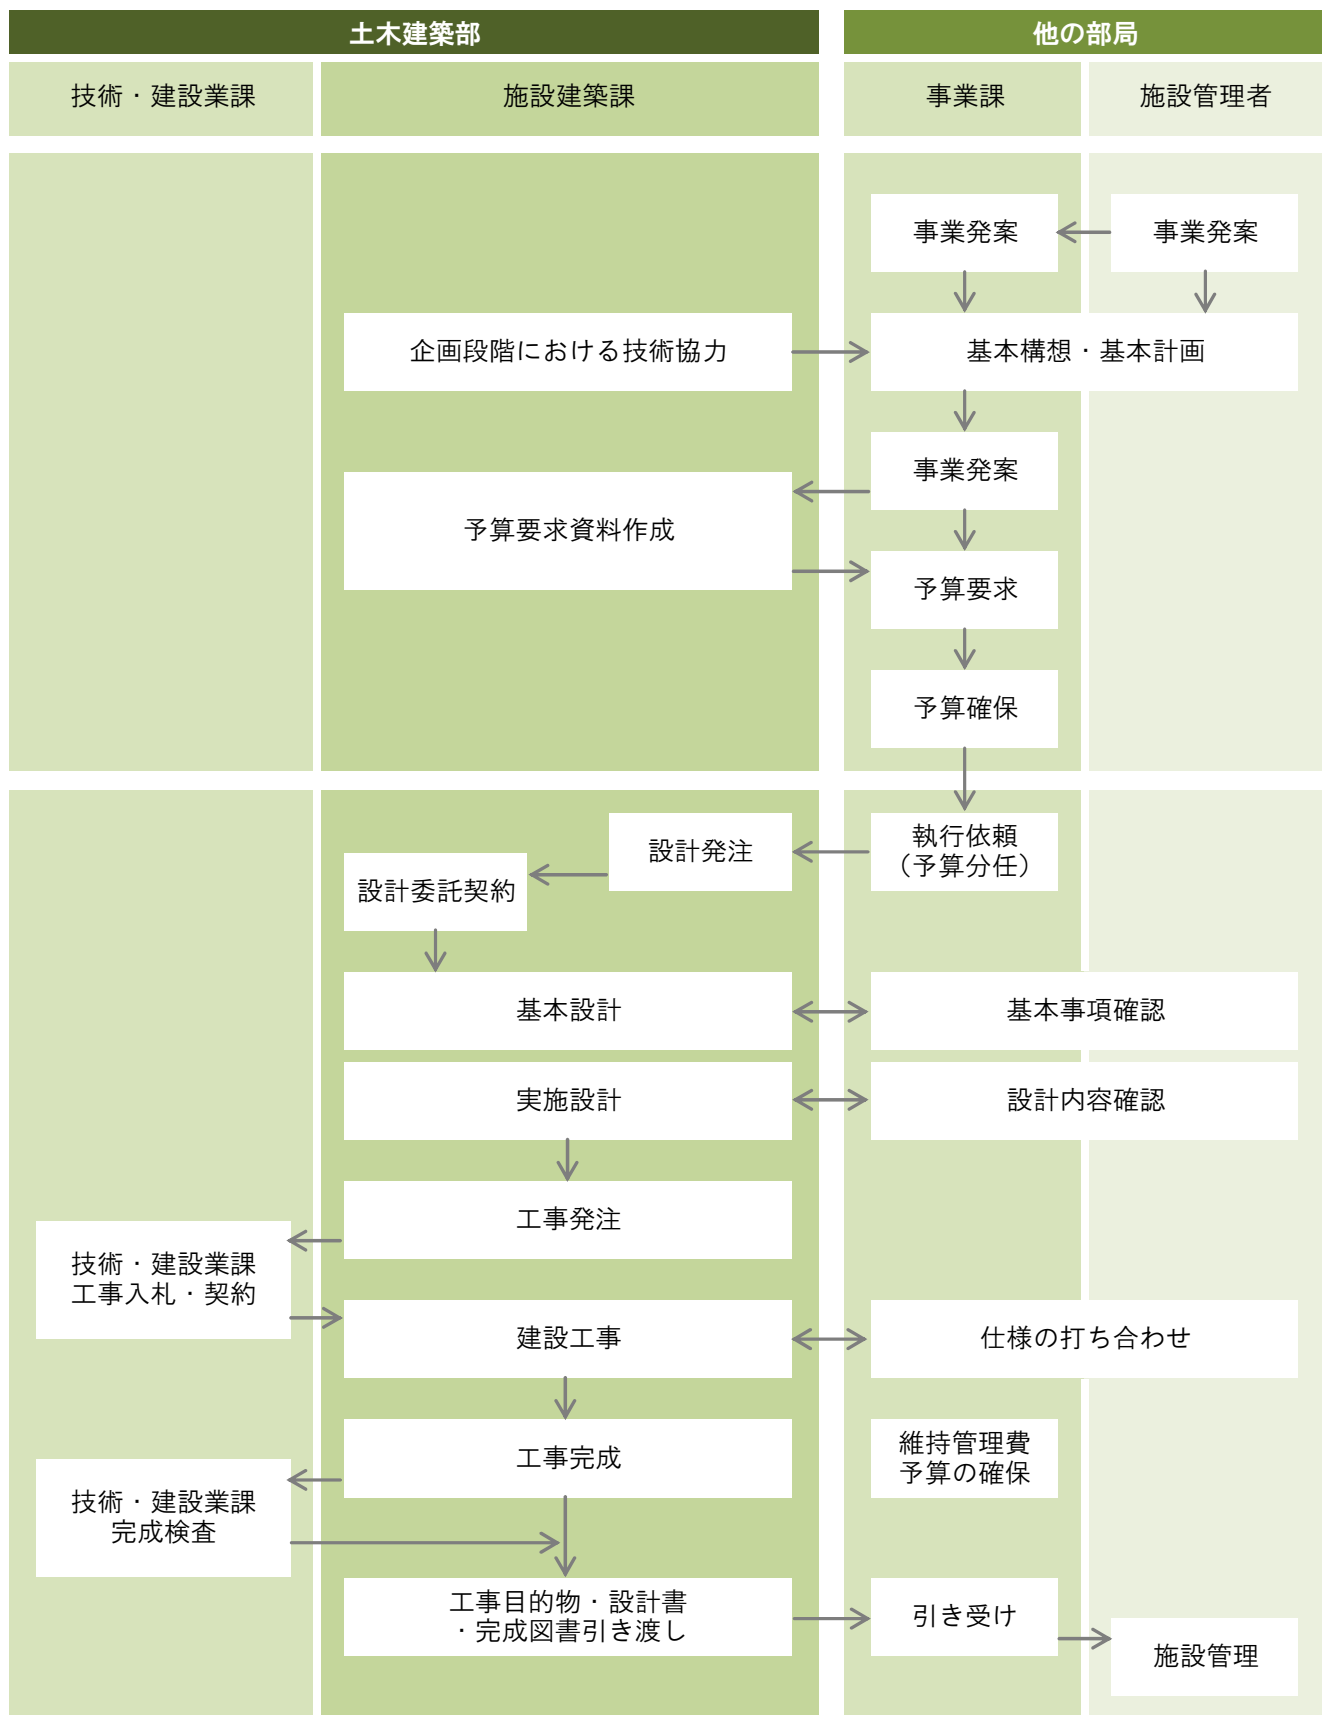 土木建築部
他の部局
技術・建設業課
施設建築課
事業課
施設管理者
事業発案
事業発案
企画段階における技術協力
基本構想・基本計画
事業発案
予算要求資料作成
予算要求
予算確保
設計発注
執行依頼
（予算分任）
設計委託契約
基本設計
基本事項確認
実施設計
設計内容確認
工事発注
技術・建設業課
工事入札・契約
建設工事
仕様の打ち合わせ
工事完成
維持管理費
予算の確保
技術・建設業課
完成検査
工事目的物・設計書
・完成図書引き渡し
引き受け
施設管理